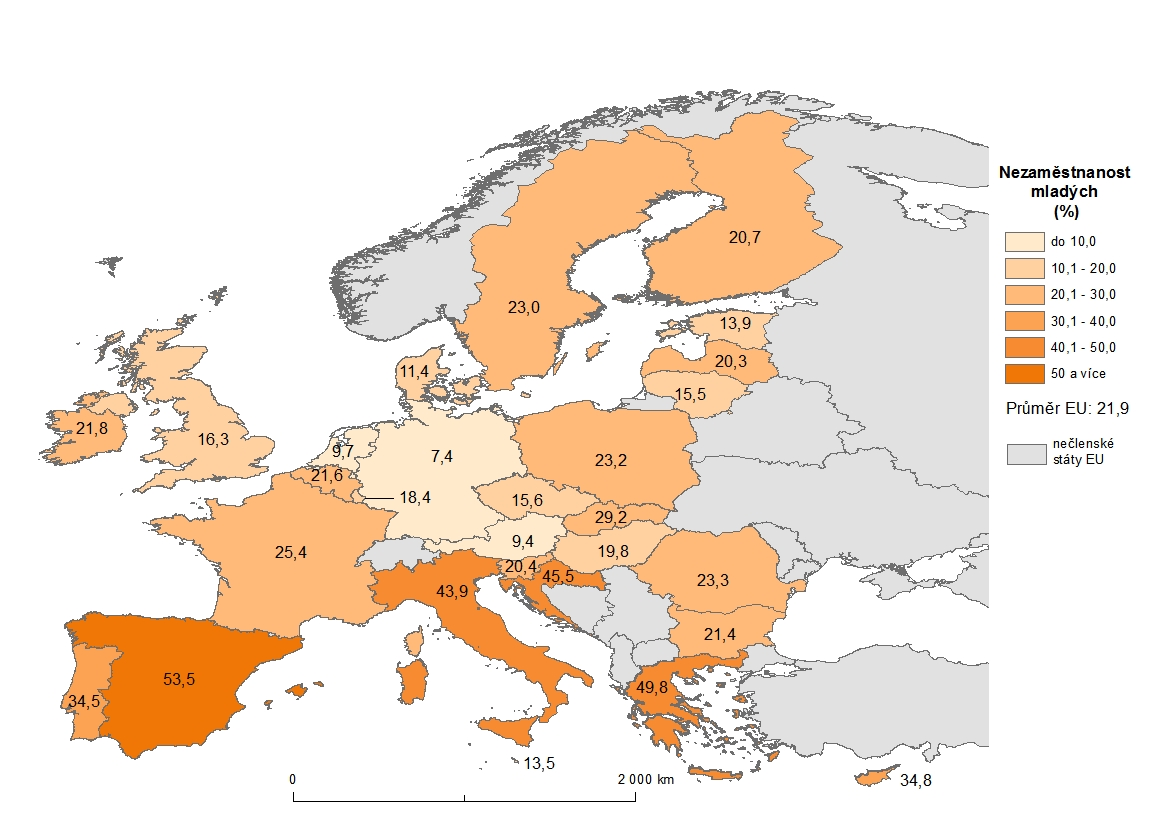 20,7
23,0
13,9
20,3
15,5
11,4
21,8
16,3
9,7
7,4
23,2
21,6
18,4
15,6
29,2
9,4
19,8
25,4
20,4
45,5
43,9
23,3
21,4
53,5
34,5
49,8
13,5
34,8
0
2 000 km
Nezaměstnanost
mladých
(%)
do 10,0
10,1 - 20,0
20,1 - 30,0
30,1 - 40,0
40,1 - 50,0
50 a více
Průměr EU: 21,9
nečlenské
státy EU